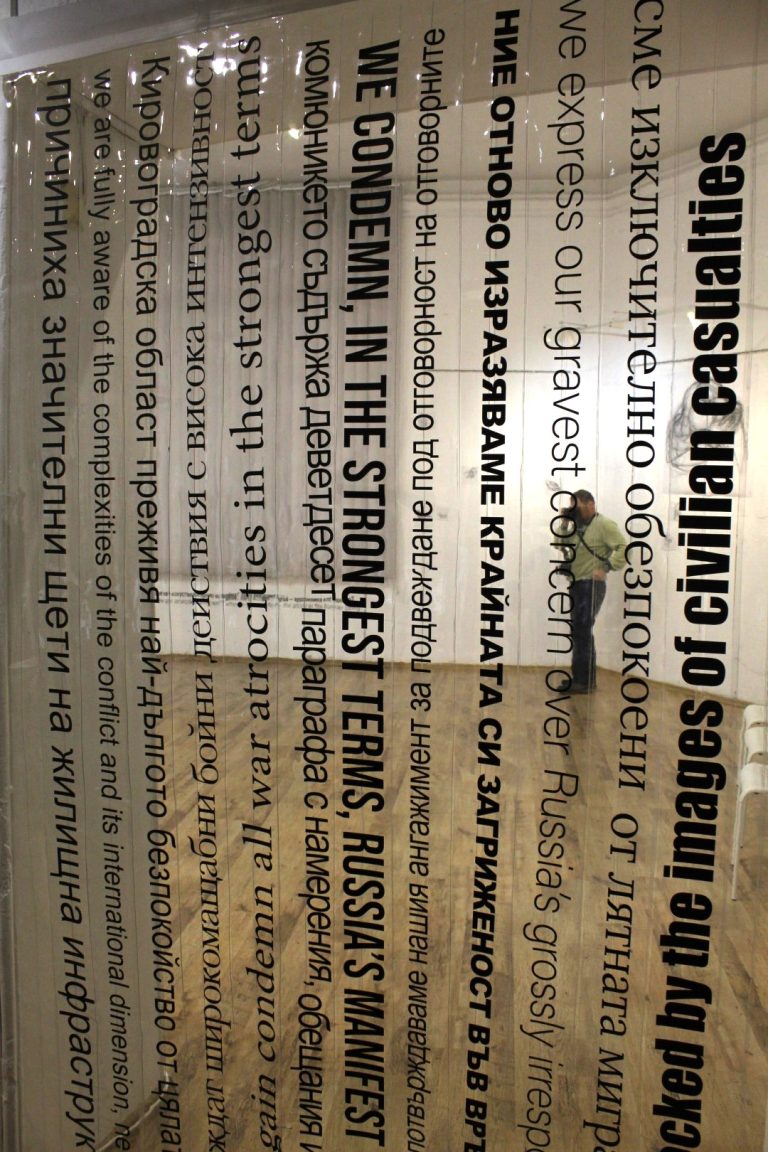 причиниха значителни щети на жилищна инфраструк
we are fully aware of the complexities of the conflict and its international dimension, ne
Кировоградска област преживя най-дългото безпокойство от цялат
широкомащабни бойни действия с висока интензивност
gain condemn all war atrocities in the strongest terms
комюникето съдържа деветдесет параграфа с намерения, обещания и
WE CONDEMN, IN THE STRONGEST TERMS, RUSSIA'S MANIFEST
потвърждаваме нашия ангажимент за подвеждане под отговорност на отговорните
НИЕ ОТНОВО ИЗРАЗЯВАМЕ КРАЙНАТА СИ ЗАГРИЖЕНОСТ ВЪВ ВРЪ
we express our gravest concern over Russia's grossly irrespo
сме изключително обезпокоени от лятната мигра
ocked by the images of civilian casualties